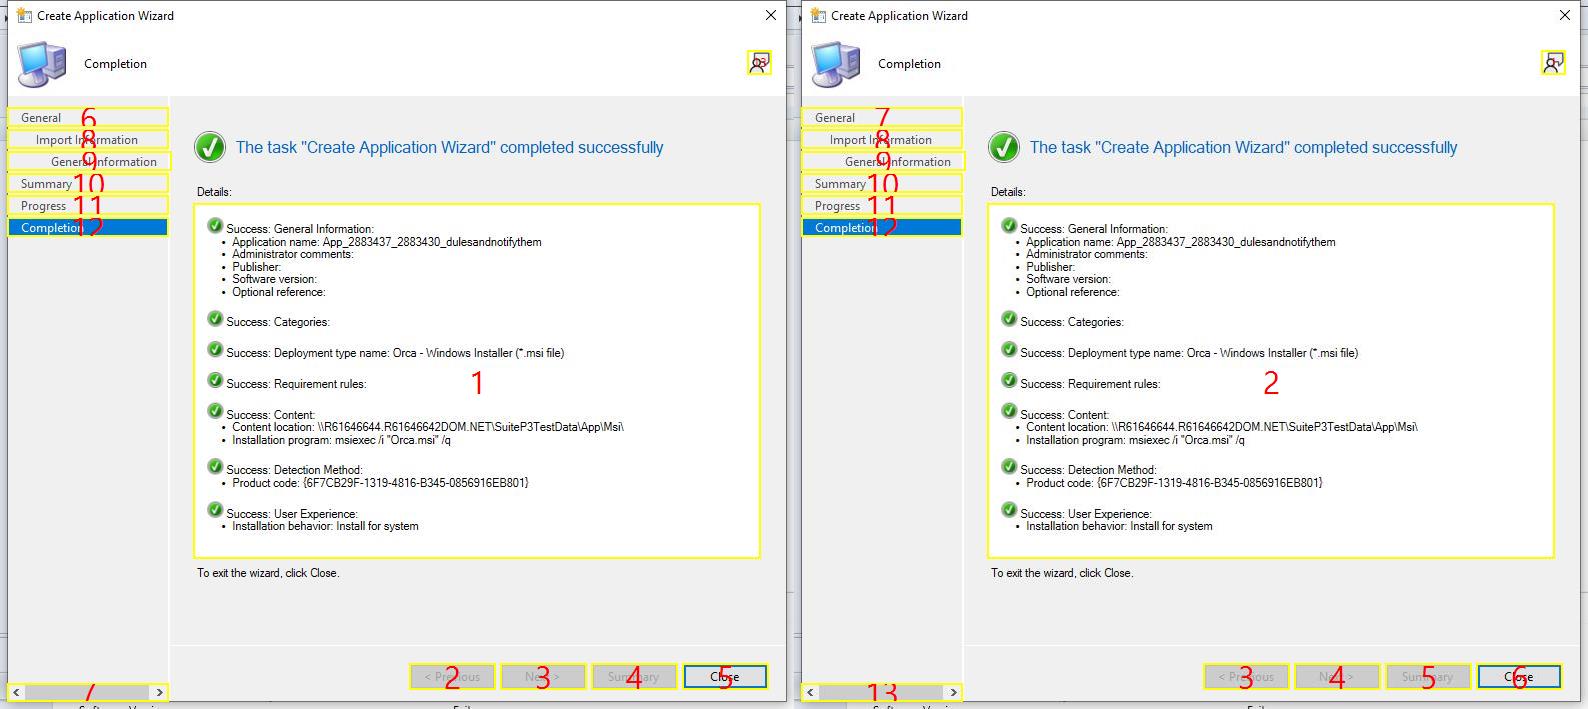 Create Application Wizard
Completion
13
General 6
Import Information 8
General Information 9
Summary 10
Progress 11
Completion 12
The task "Create Application Wizard" completed successfully
Details:
Success: General Information:
• Application name: App_2883437_2883430_dulesandnotifythem
• Administrator comments:
• Publisher:
• Software version:
• Optional reference:
Success: Categories:
Success: Deployment type name: Orca - Windows Installer (*.msi file)
Success: Requirement rules:
1
Success: Content:
• Content location: \\R61646644.R61646642DOM.NET\SuiteP3TestData\App\Msi\
• Installation program: msiexec /i "Orca.msi" /q
Success: Detection Method:
• Product code: {6F7CB29F-1319-4816-B345-0856916EB801}
Success: User Experience:
• Installation behavior: Install for system
To exit the wizard, click Close.
< Previous 2
Next > 3
Summary 4
Close 5
7
Create Application Wizard
Completion
General 7
Import Information 8
General Information 9
Summary 10
Progress 11
Completion 12
The task "Create Application Wizard" completed successfully
Details:
Success: General Information:
• Application name: App_2883437_2883430_dulesandnotifythem
• Administrator comments:
• Publisher:
• Software version:
• Optional reference:
Success: Categories:
Success: Deployment type name: Orca - Windows Installer (*.msi file)
Success: Requirement rules:
2
Success: Content:
• Content location: \\R61646644.R61646642DOM.NET\SuiteP3TestData\App\Msi\
• Installation program: msiexec /i "Orca.msi" /q
Success: Detection Method:
• Product code: {6F7CB29F-1319-4816-B345-0856916EB801}
Success: User Experience:
• Installation behavior: Install for system
To exit the wizard, click Close.
< Previous 3
Next > 4
Summary 5
Close 6
13